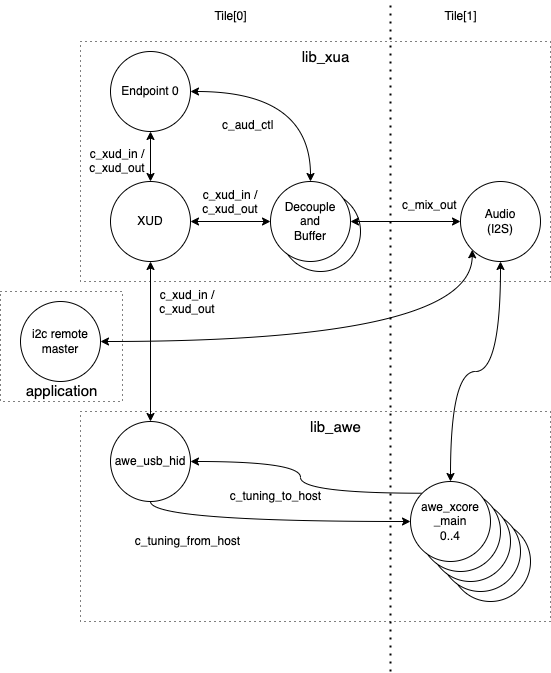 Tile[0]
Tile[1]
lib_xua
Endpoint 0
c_aud_ctl
c_xud_in /
c_xud_out
c_xud_in /
c_xud_out
XUD
Decouple
and
Buffer
c_mix_out
Audio
(I2S)
c_xud_in /
c_xud_out
i2c remote
master
application
lib_awe
awe_usb_hid
c_tuning_to_host
awe_xcore
_main
0..4
c_tuning_from_host